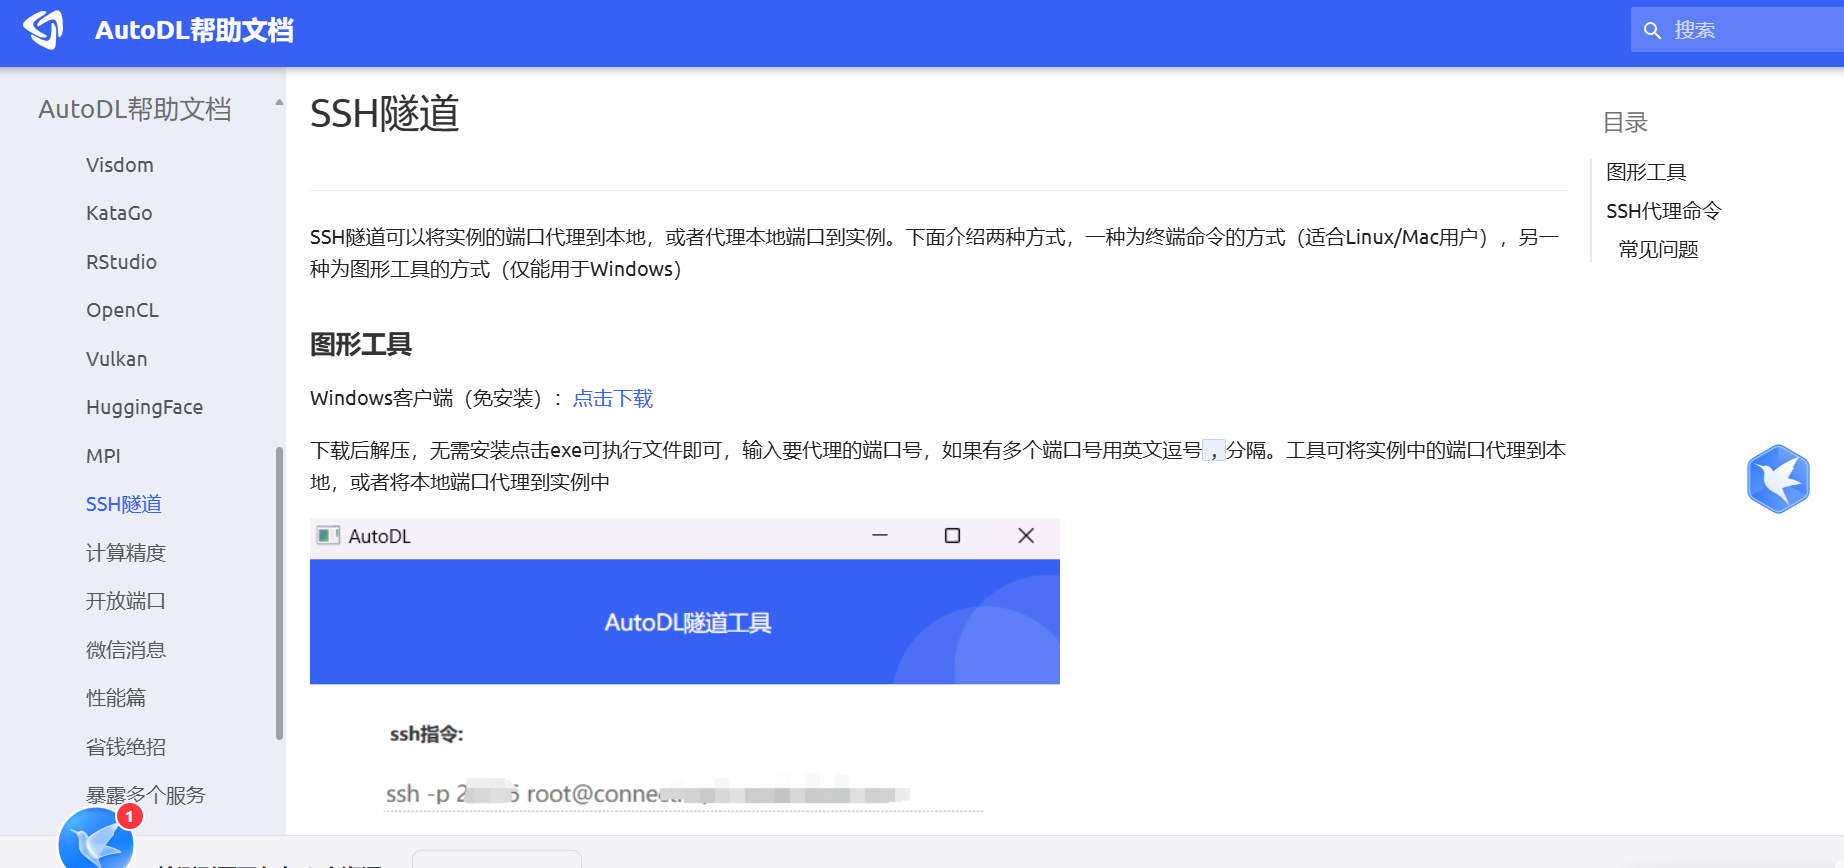 AutoDL帮助文档
搜索
AutoDL帮助文档
Visdom
KataGo
RStudio
OpenCL
Vulkan
HuggingFace
MPI
SSH隧道
计算精度
开放端口
微信消息
性能篇
省钱绝招
暴露多个服务
1
SSH隧道
SSH隧道可以将实例的端口代理到本地，或者代理本地端口到实例。下面介绍两种方式，一种为终端命令的方式（适合Linux/Mac用户），另一
种为图形工具的方式（仅能用于Windows）
图形工具
Windows客户端（免安装）：点击下载
下载后解压，无需安装点击exe可执行文件即可，输入要代理的端口号，如果有多个端口号用英文逗号,分隔。工具可将实例中的端口代理到本
地，或者将本地端口代理到实例中
AutoDL
AutoDL隧道工具
ssh指令:
ssh -p 2 root@connec
目录
图形工具
SSH代理命令
常见问题